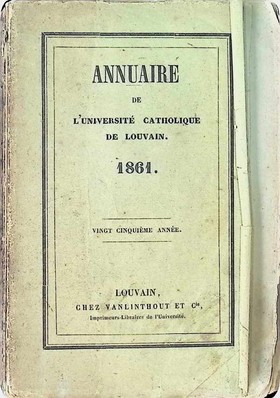 ANNUAIRE
DE
L'UNIVERSITÉ CATHOLIQUE
DE LOUVAIN.
1861.
VINGT CINQUIÈME ANNÉE.
LOUVAIN,
CHEZ VANLINTHOUT ET Cie,
Imprimeurs-Libraires de l'Université.